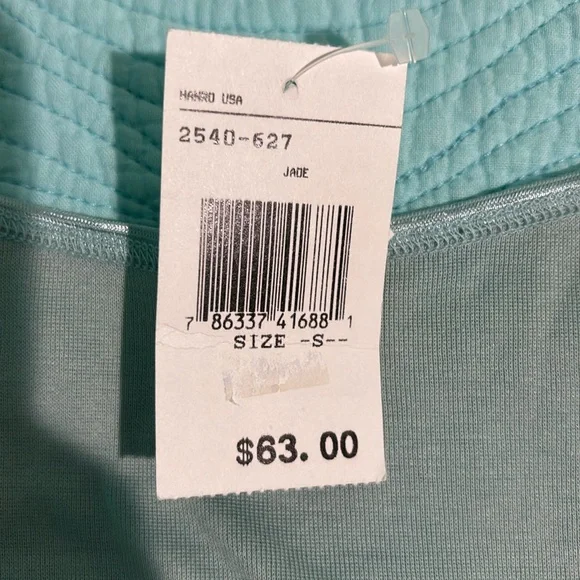 HANRO USA
2540-627
JADE
7 86337 41688 1
SIZE -S--
$63.00